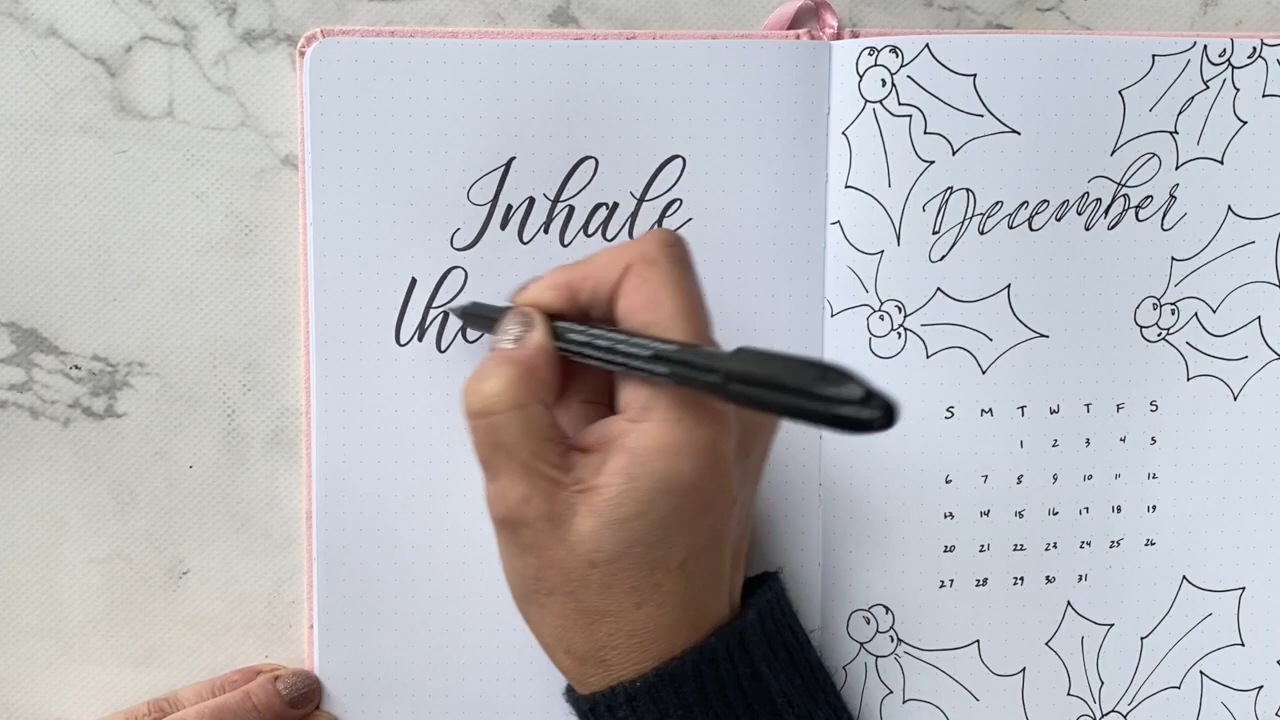 Inhale
the
December
S M T W T F S
1 2 3 4 5
6 7 8 9 10 11 12
13 14 15 16 17 18 19
20 21 22 23 24 25 26
27 28 29 30 31